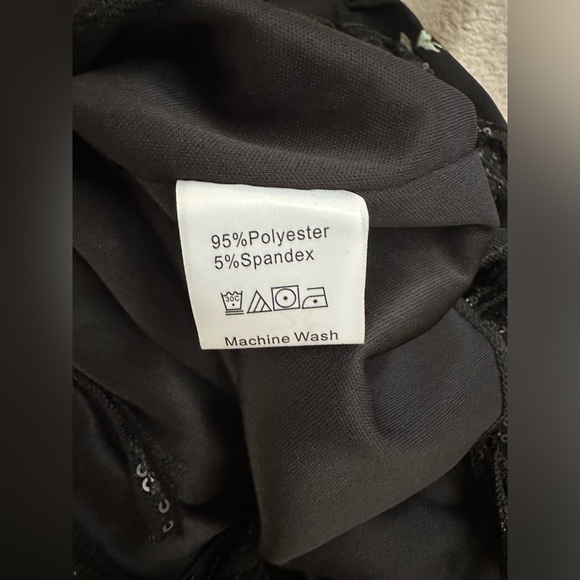 95%Polyester
5%Spandex
30C
Machine Wash